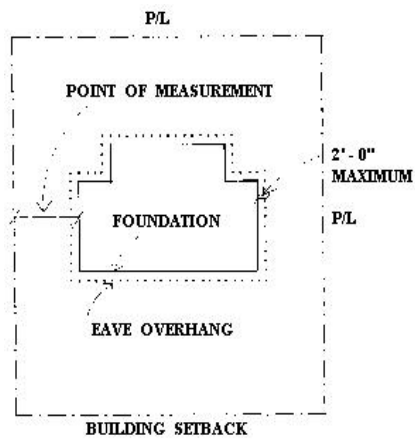 P/L
POINT OF MEASUREMENT
2' - 0"
MAXIMUM
P/L
FOUNDATION
EAVE OVERHANG
BUILDING SETBACK